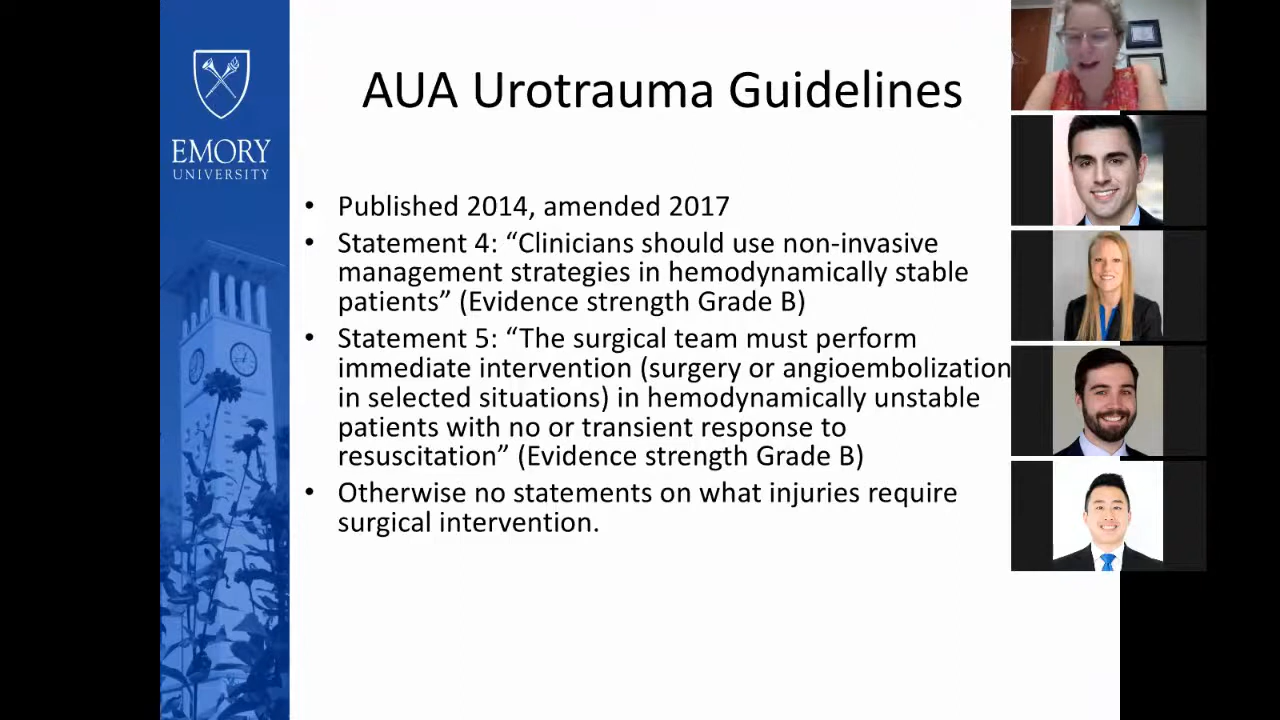 EMORY
UNIVERSITY
AUA Urotrauma Guidelines
• Published 2014, amended 2017
• Statement 4: “Clinicians should use non-invasive
management strategies in hemodynamically stable
patients” (Evidence strength Grade B)
• Statement 5: “The surgical team must perform
immediate intervention (surgery or angioembolization
in selected situations) in hemodynamically unstable
patients with no or transient response to
resuscitation” (Evidence strength Grade B)
• Otherwise no statements on what injuries require
surgical intervention.